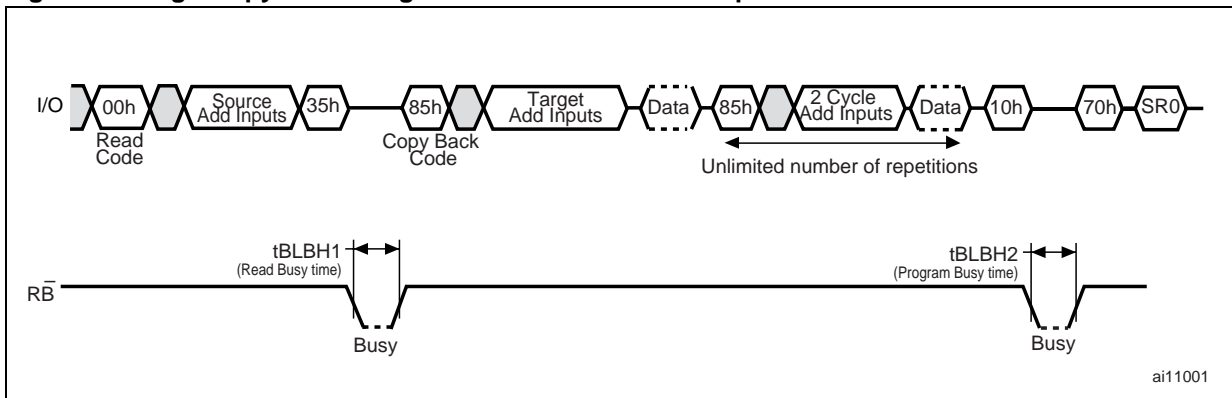 I/O 00h Source Add Inputs 35h 85h Target Add Inputs Data 85h 2 Cycle Add Inputs Data 10h 70h SR0
Read Code
Copy Back Code
Unlimited number of repetitions
tBLBH1
(Read Busy time)
tBLBH2
(Program Busy time)
RB̅
Busy
Busy
ai11001